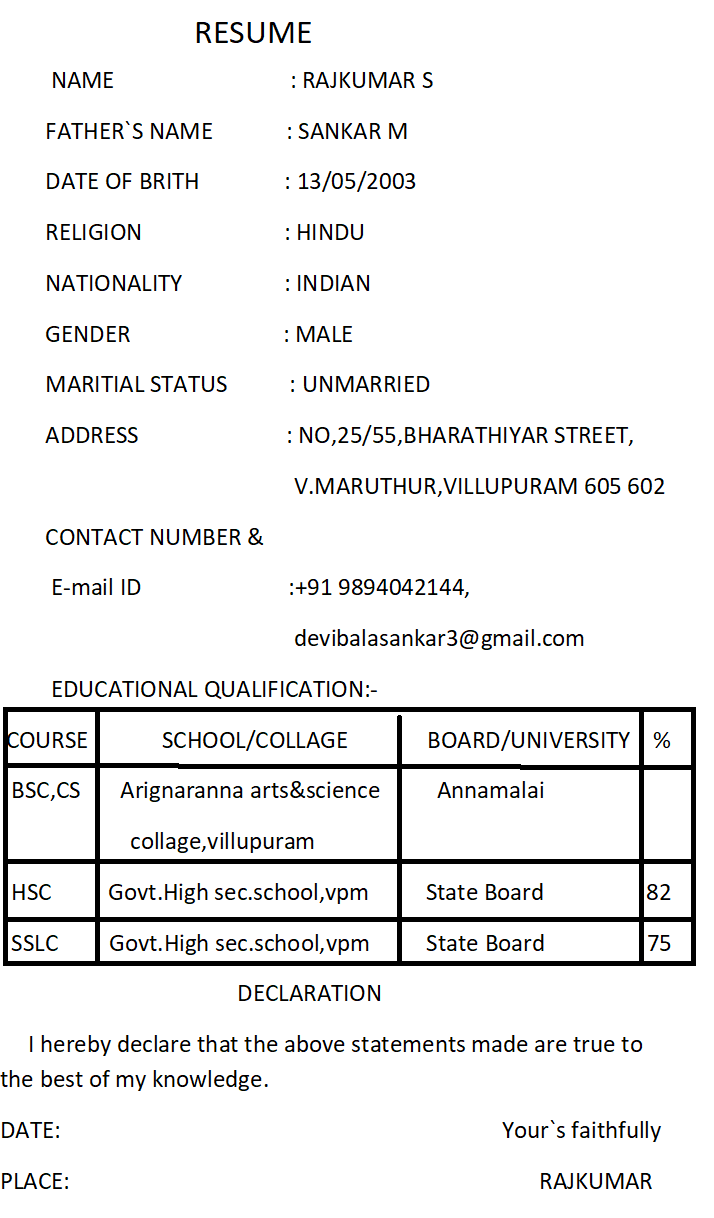 RESUME
NAME : RAJKUMAR S
FATHER`S NAME : SANKAR M
DATE OF BRITH : 13/05/2003
RELIGION : HINDU
NATIONALITY : INDIAN
GENDER : MALE
MARITIAL STATUS : UNMARRIED
ADDRESS : NO,25/55,BHARATHIYAR STREET,
V.MARUTHUR,VILLUPURAM 605 602
CONTACT NUMBER &
E-mail ID :+91 9894042144,
devibalasankar3@gmail.com
EDUCATIONAL QUALIFICATION:-
COURSE SCHOOL/COLLAGE BOARD/UNIVERSITY %
BSC,CS Arignaranna arts&science Annamalai
collage,villupuram
HSC Govt.High sec.school,vpm State Board 82
SSLC Govt.High sec.school,vpm State Board 75
DECLARATION
I hereby declare that the above statements made are true to
the best of my knowledge.
DATE: Your`s faithfully
PLACE: RAJKUMAR